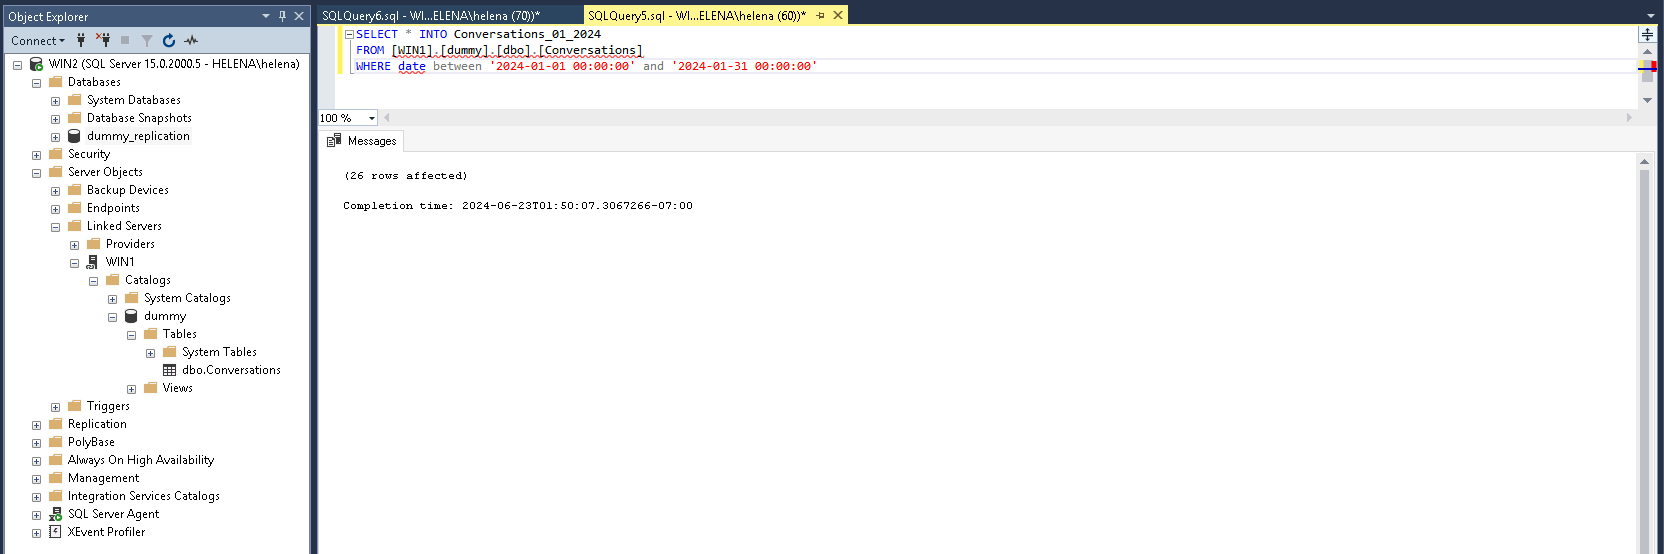 Object Explorer
Connect
WIN2 (SQL Server 15.0.2000.5 - HELENA\helena)
Databases
System Databases
Database Snapshots
dummy_replication
Security
Server Objects
Backup Devices
Endpoints
Linked Servers
Providers
WIN1
Catalogs
System Catalogs
dummy
Tables
System Tables
dbo.Conversations
Views
Triggers
Replication
PolyBase
Always On High Availability
Management
Integration Services Catalogs
SQL Server Agent
XEvent Profiler
SQLQuery6.sql - WI...ELENA\helena (70))*
SQLQuery5.sql - WI...ELENA\helena (60))*
SELECT * INTO Conversations_01_2024
FROM [WIN1].[dummy].[dbo].[Conversations]
WHERE date between '2024-01-01 00:00:00' and '2024-01-31 00:00:00'
100 %
Messages
(26 rows affected)
Completion time: 2024-06-23T01:50:07.3067266-07:00